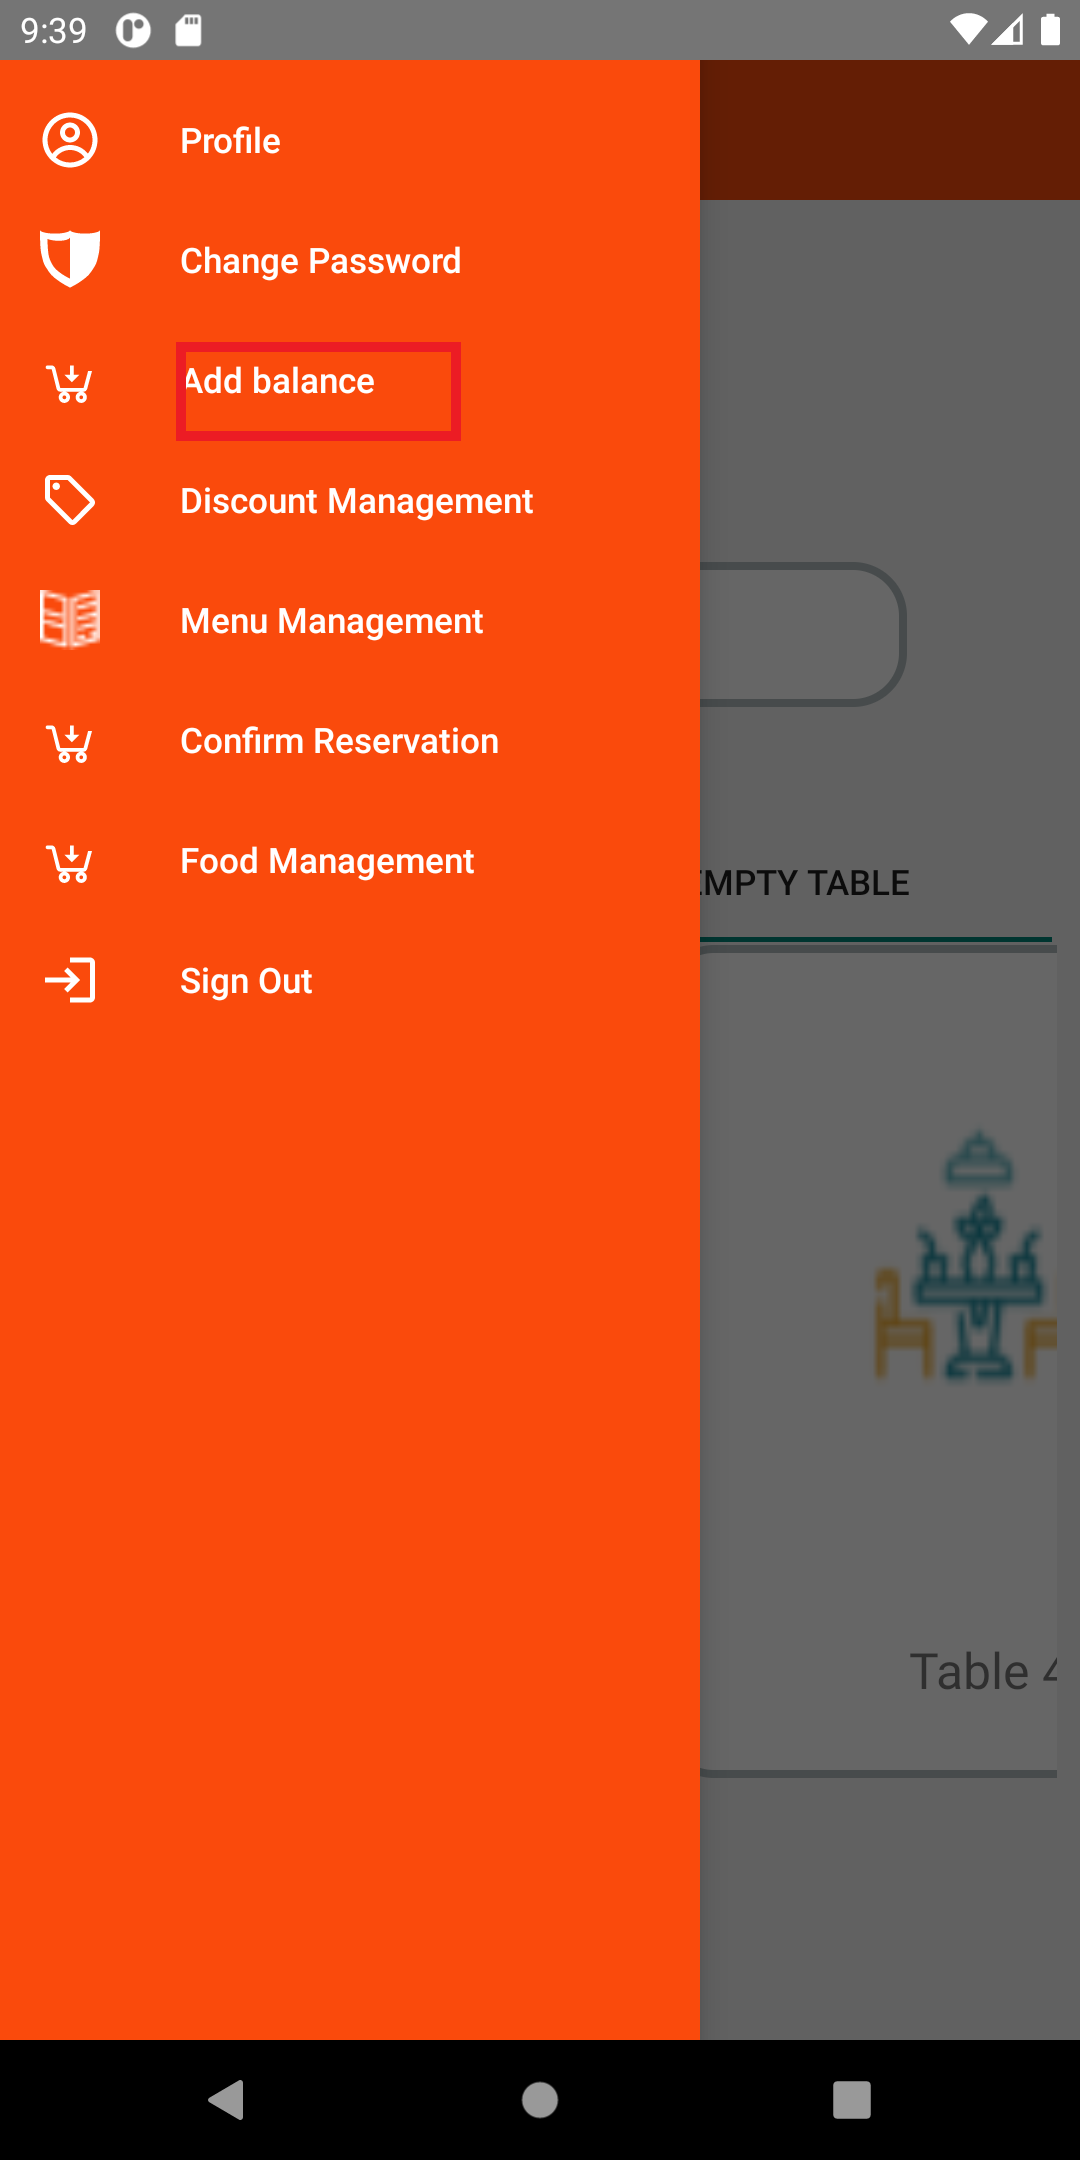 9:39
Profile
Change Password
Add balance
Discount Management
Menu Management
Confirm Reservation
Food Management
EMPTY TABLE
Sign Out
Table 4